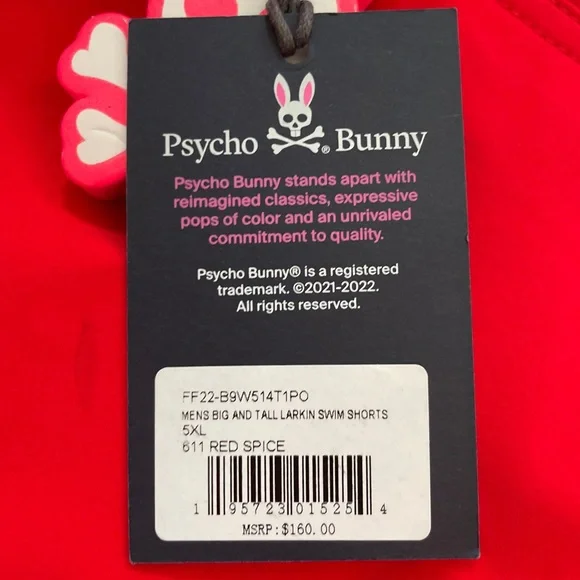 Psycho ® Bunny
Psycho Bunny stands apart with
reimagined classics, expressive
pops of color and an unrivaled
commitment to quality.
Psycho Bunny® is a registered
trademark. ©2021-2022.
All rights reserved.
FF22-B9W514T1PO
MENS BIG AND TALL LARKIN SWIM SHORTS
5XL
611 RED SPICE
1 95723 01525 4
MSRP:$160.00